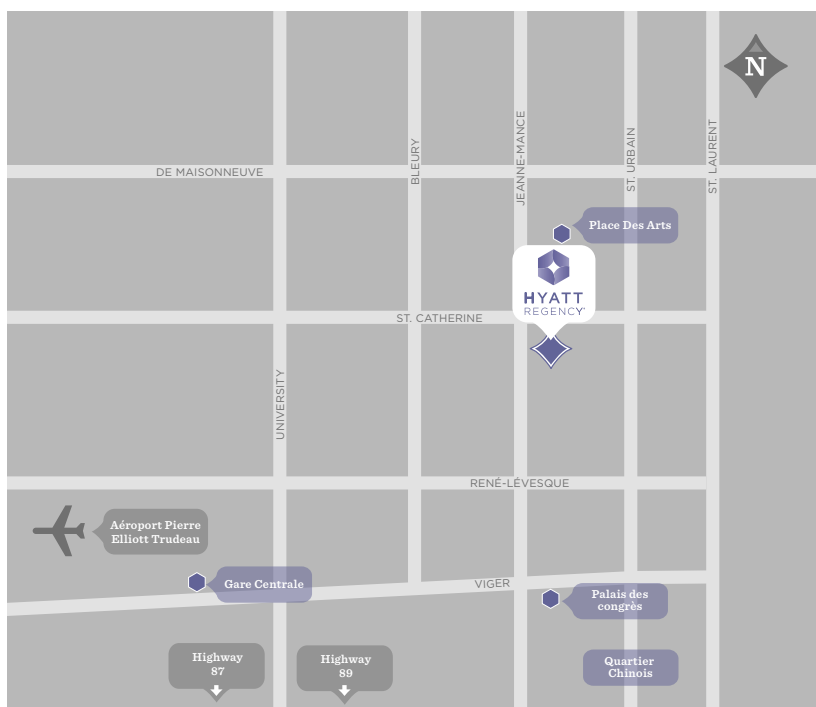 N
BLEURY
JEANNE-MANCE
ST. URBAIN
ST. LAURENT
DE MAISONNEUVE
Place Des Arts
HYATT
REGENCY
ST. CATHERINE
UNIVERSITY
RENÉ-LÉVESQUE
Aéroport Pierre
Elliott Trudeau
Gare Centrale
VIGER
Palais des
congrès
Highway
87
Highway
89
Quartier
Chinois